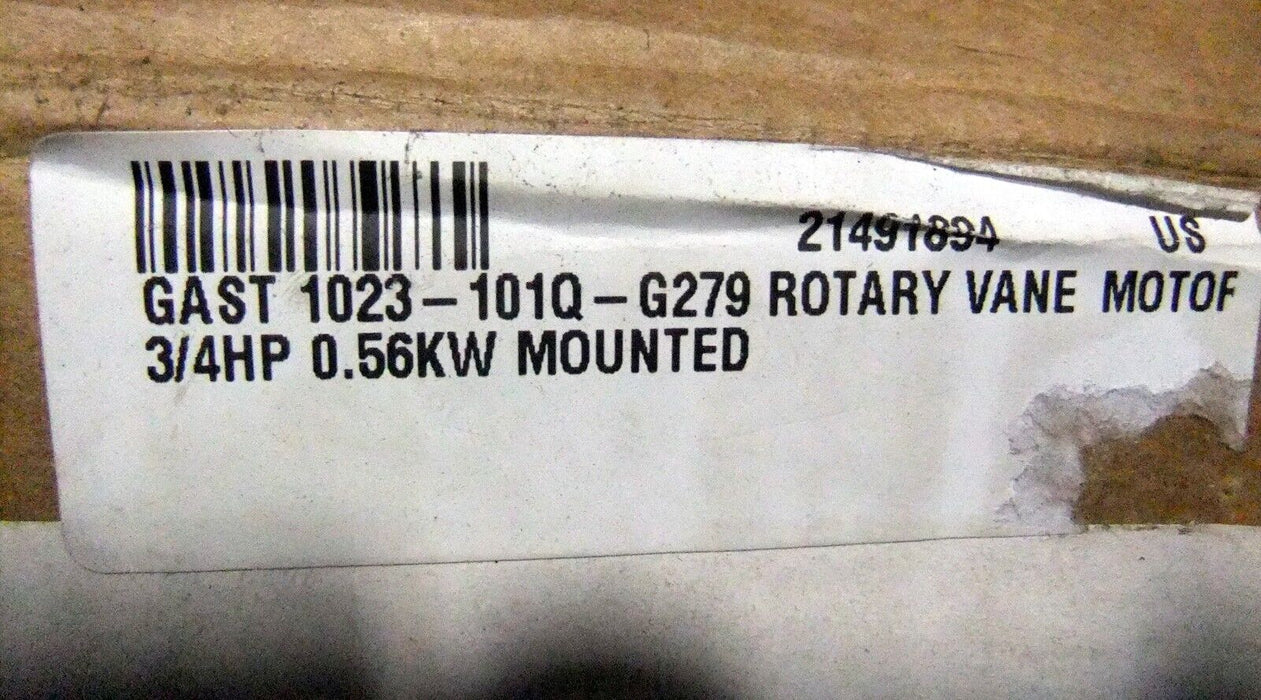 21491894 US
GAST 1023-101Q-G279 ROTARY VANE MOTOF
3/4HP 0.56KW MOUNTED